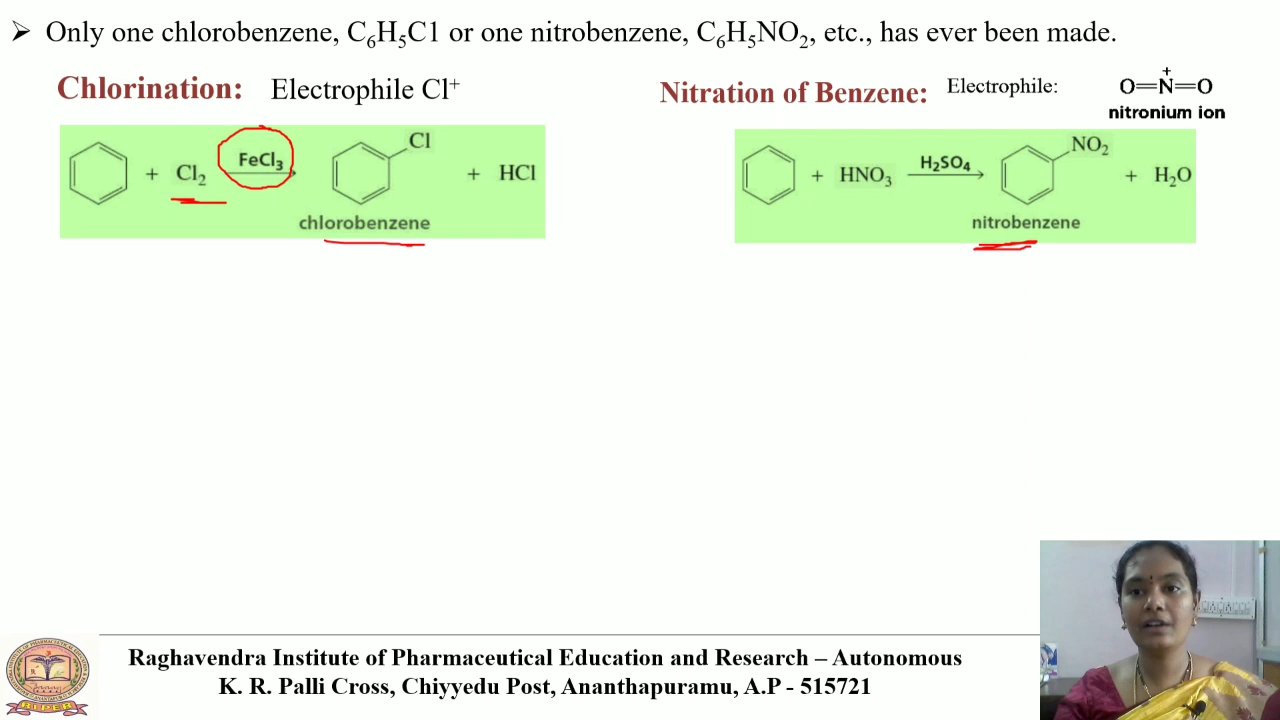 ➢ Only one chlorobenzene, C₆H₅C1 or one nitrobenzene, C₆H₅NO₂, etc., has ever been made.
Chlorination: Electrophile Cl⁺
Nitration of Benzene: Electrophile: O=N⁺=O
nitronium ion
+ Cl₂ FeCl₃ Cl + HCl
chlorobenzene
+ HNO₃ H₂SO₄ NO₂ + H₂O
nitrobenzene
Raghavendra Institute of Pharmaceutical Education and Research – Autonomous
K. R. Palli Cross, Chiyyedu Post, Ananthapuramu, A.P - 515721